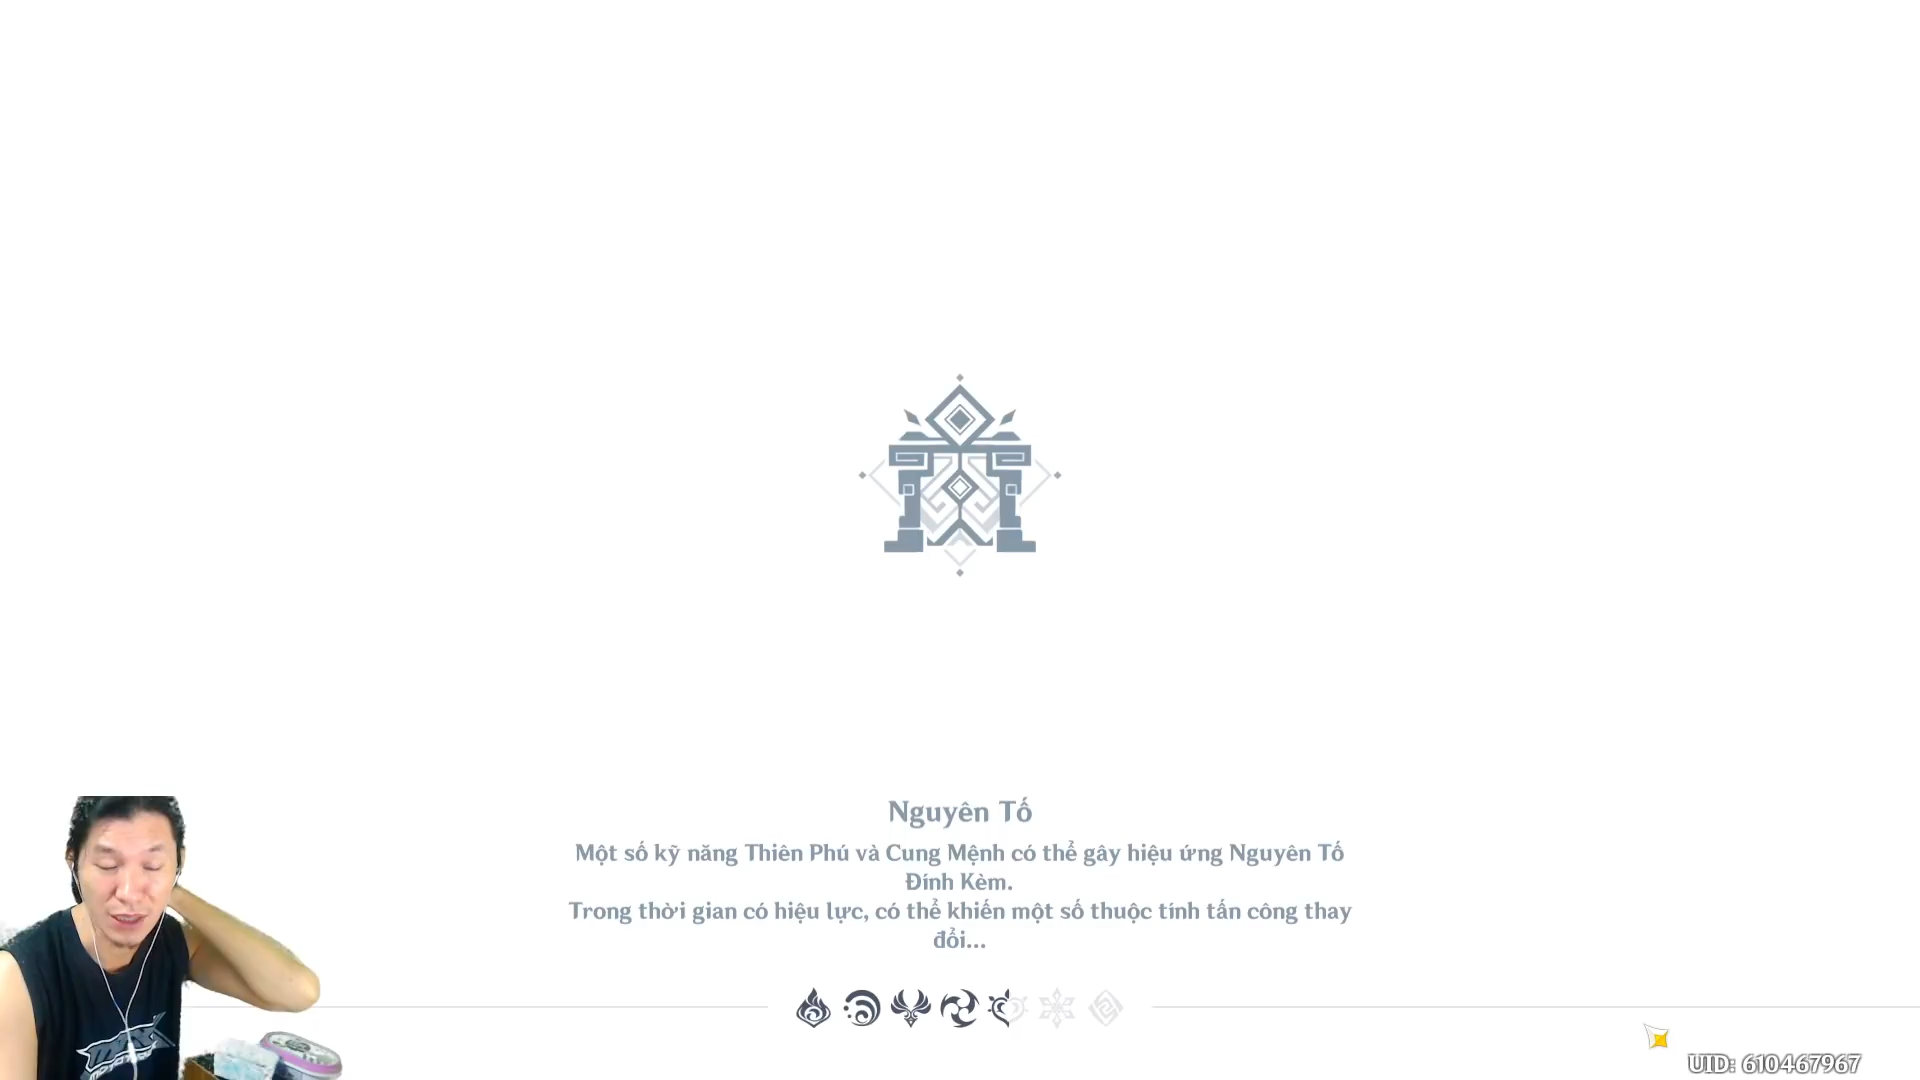 Nguyên Tố
Một số kỹ năng Thiên Phú và Cung Mệnh có thể gây hiệu ứng Nguyên Tố
Đính Kèm.
Trong thời gian có hiệu lực, có thể khiến một số thuộc tính tấn công thay
đổi...
UID: 610467967